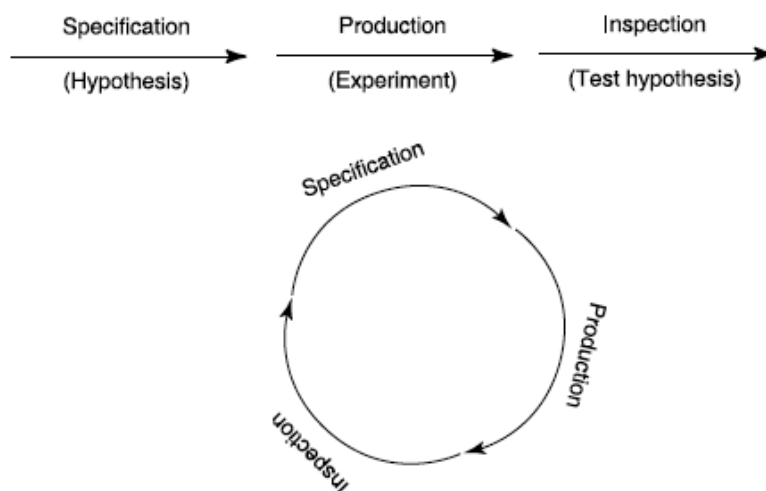 Specification Production Inspection
(Hypothesis) (Experiment) (Test hypothesis)
Specification
Production
Inspection